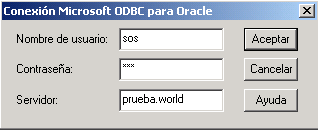 Conexión Microsoft ODBC para Oracle
Nombre de usuario: sos Aceptar
Contraseña: *** Cancelar
Servidor: prueba.world Ayuda